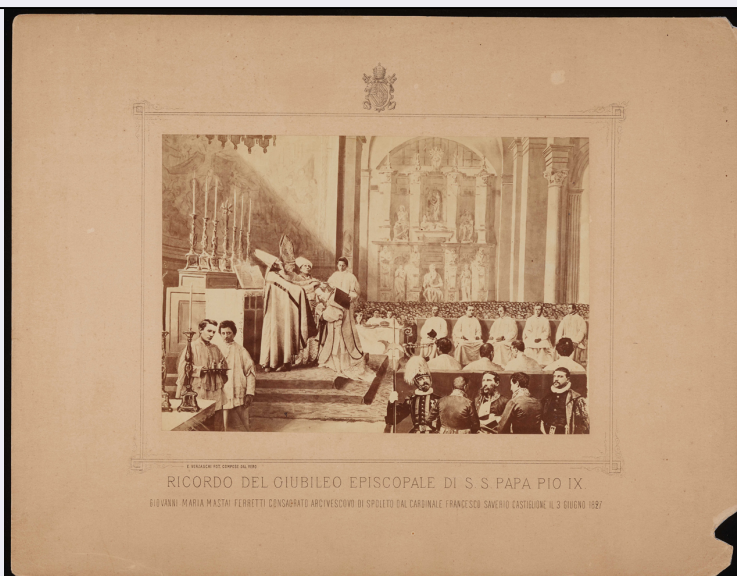 RICORDO DEL GIUBILEO EPISCOPALE DI S. S. PAPA PIO IX
GIOVANNI MARIA MASTAI FERRETTI CONSAGRATO ARCIVESCOVO DI SPOLETO DAL CARDINALE FRANCESCO SAVERIO CASTIGLIONE IL 3 GIUGNO 1827